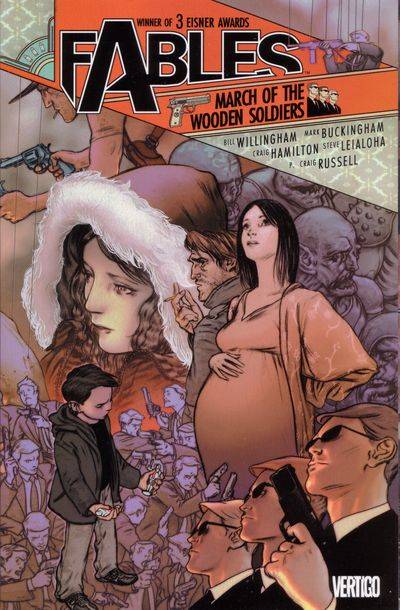 WINNER OF 3 EISNER AWARDS
FABLES
MARCH OF THE
WOODEN SOLDIERS
BILL WILLINGHAM MARK BUCKINGHAM
CRAIG HAMILTON STEVE LEIALOHA
P. CRAIG RUSSELL
VERTIGO